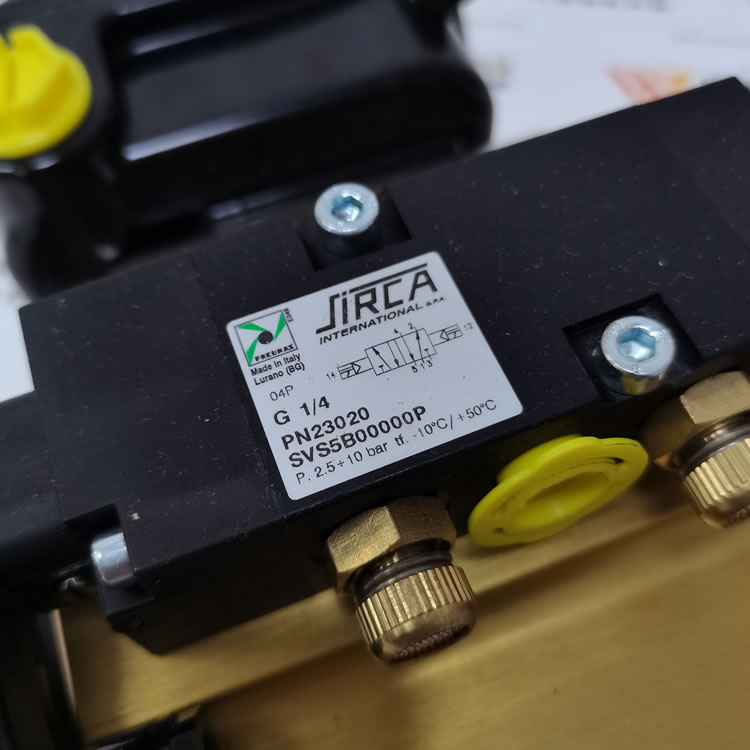 SIRCA
INTERNATIONAL S.P.A.
PNEUMAX
Made in Italy
Lurano (BG)
04P
14
4 2
12
5 1 3
G 1/4
PN23020
SVS5B00000P
P. 2.5÷10 bar tf. -10°C/+50°C